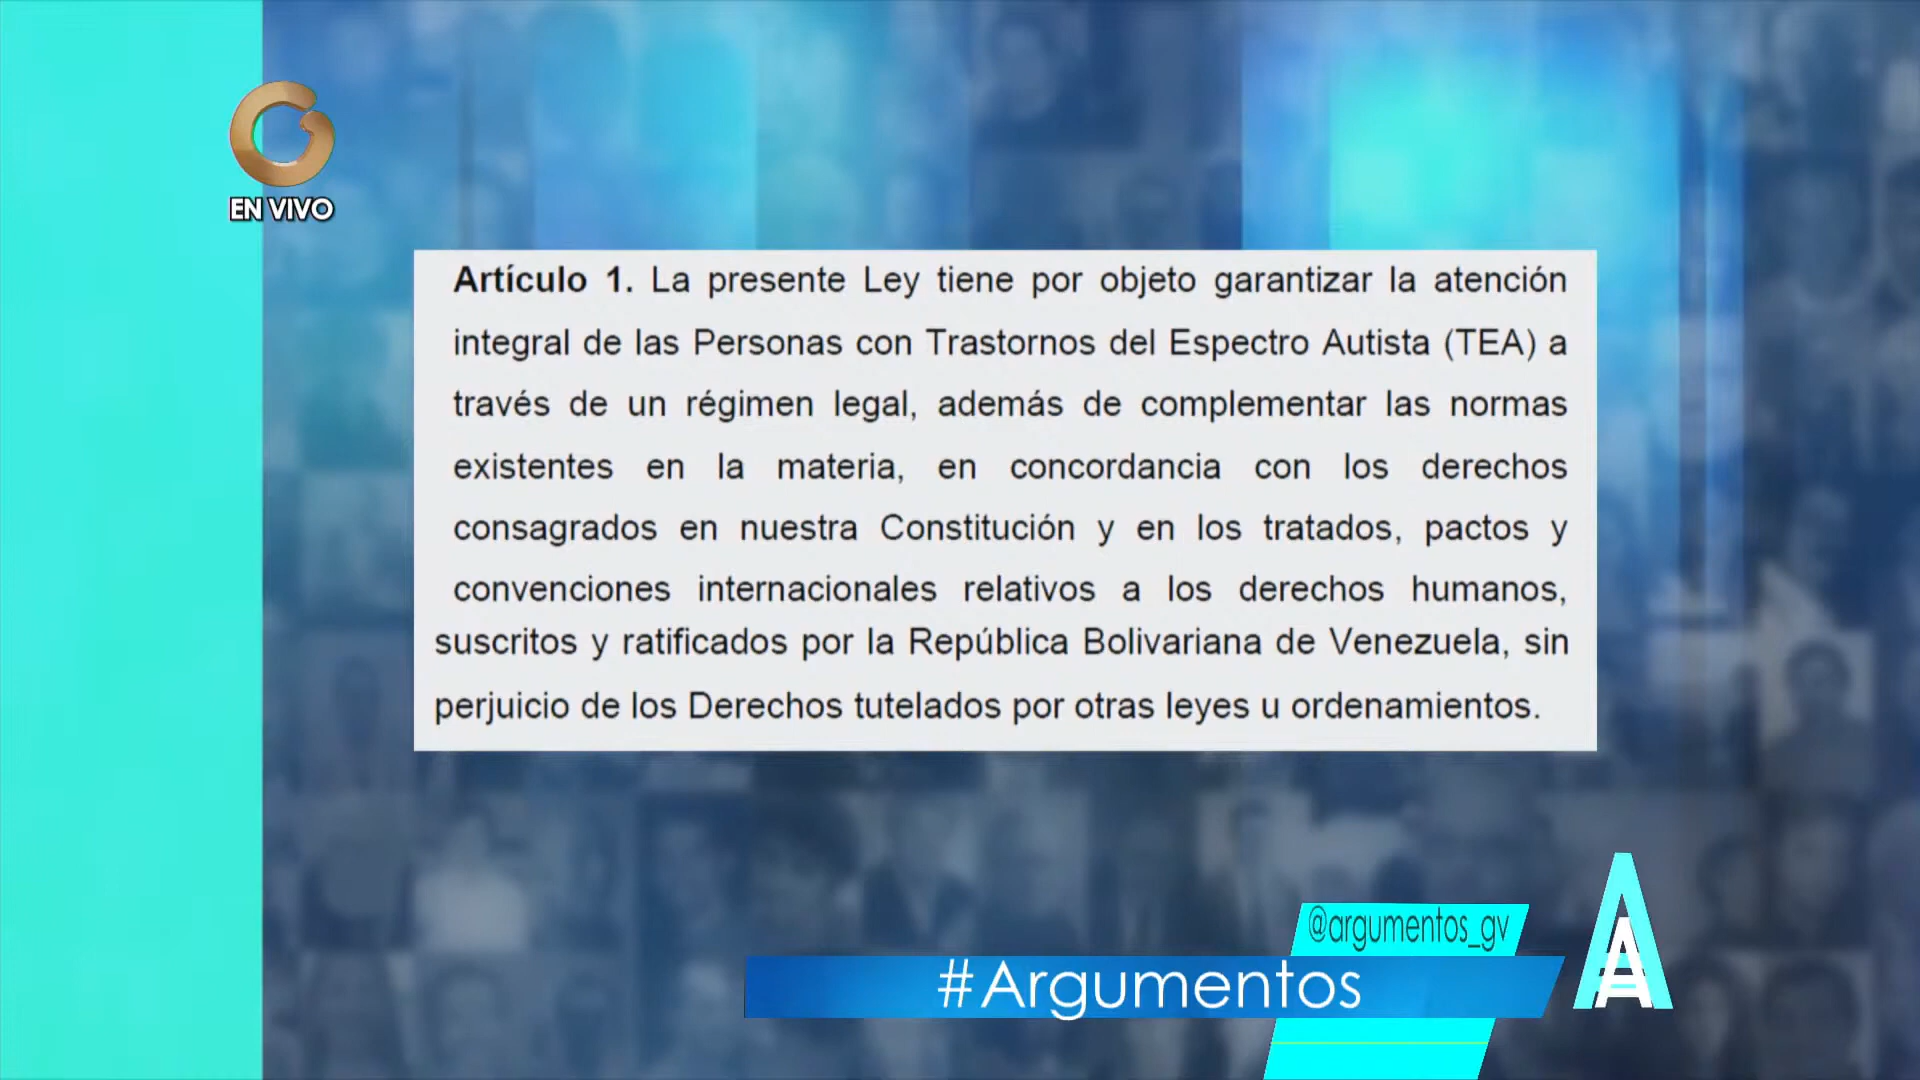 EN VIVO
Artículo 1. La presente Ley tiene por objeto garantizar la atención
integral de las Personas con Trastornos del Espectro Autista (TEA) a
través de un régimen legal, además de complementar las normas
existentes en la materia, en concordancia con los derechos
consagrados en nuestra Constitución y en los tratados, pactos y
convenciones internacionales relativos a los derechos humanos,
suscritos y ratificados por la República Bolivariana de Venezuela, sin
perjuicio de los Derechos tutelados por otras leyes u ordenamientos.
@argumentos_gv
#Argumentos